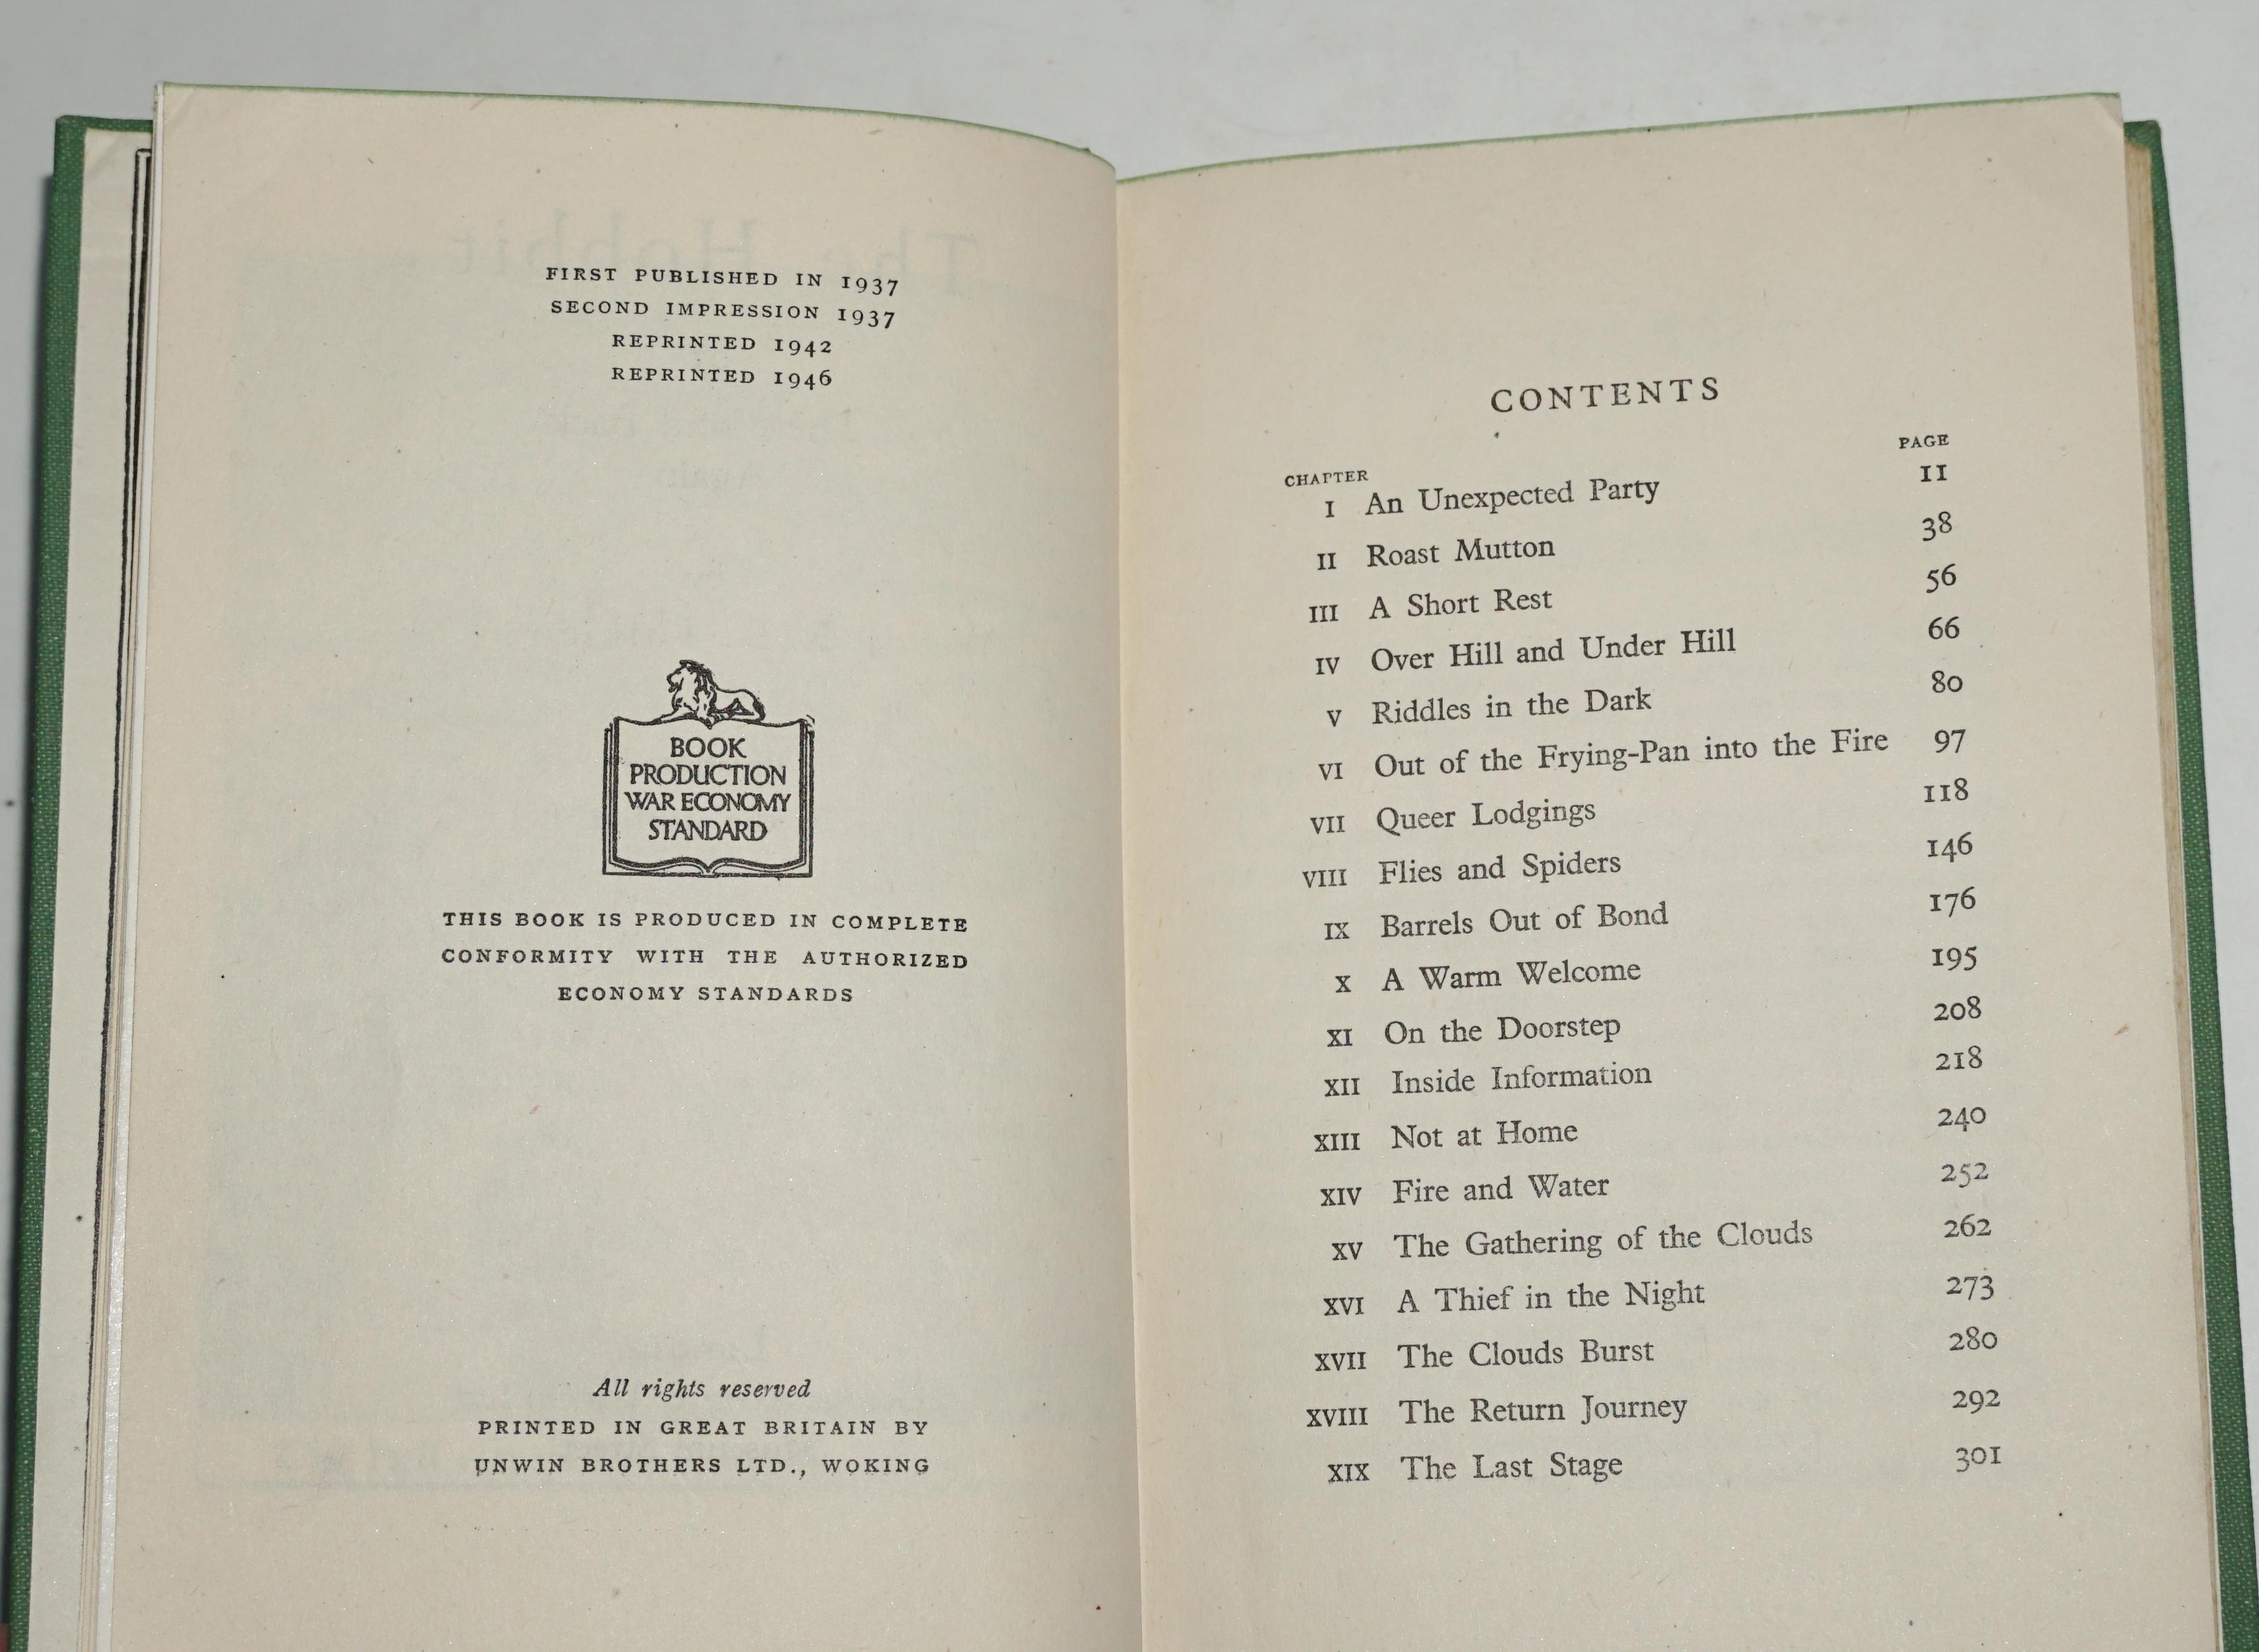 FIRST PUBLISHED IN 1937
SECOND IMPRESSION 1937
REPRINTED 1942
REPRINTED 1946
BOOK
PRODUCTION
WAR ECONOMY
STANDARD
THIS BOOK IS PRODUCED IN COMPLETE
CONFORMITY WITH THE AUTHORIZED
ECONOMY STANDARDS
All rights reserved
PRINTED IN GREAT BRITAIN BY
UNWIN BROTHERS LTD., WOKING
CONTENTS
CHAPTER PAGE
I An Unexpected Party 11
II Roast Mutton 38
III A Short Rest 56
IV Over Hill and Under Hill 66
V Riddles in the Dark 80
VI Out of the Frying-Pan into the Fire 97
VII Queer Lodgings 118
VIII Flies and Spiders 146
IX Barrels Out of Bond 176
X A Warm Welcome 195
XI On the Doorstep 208
XII Inside Information 218
XIII Not at Home 240
XIV Fire and Water 252
XV The Gathering of the Clouds 262
XVI A Thief in the Night 273
XVII The Clouds Burst 280
XVIII The Return Journey 292
XIX The Last Stage 301